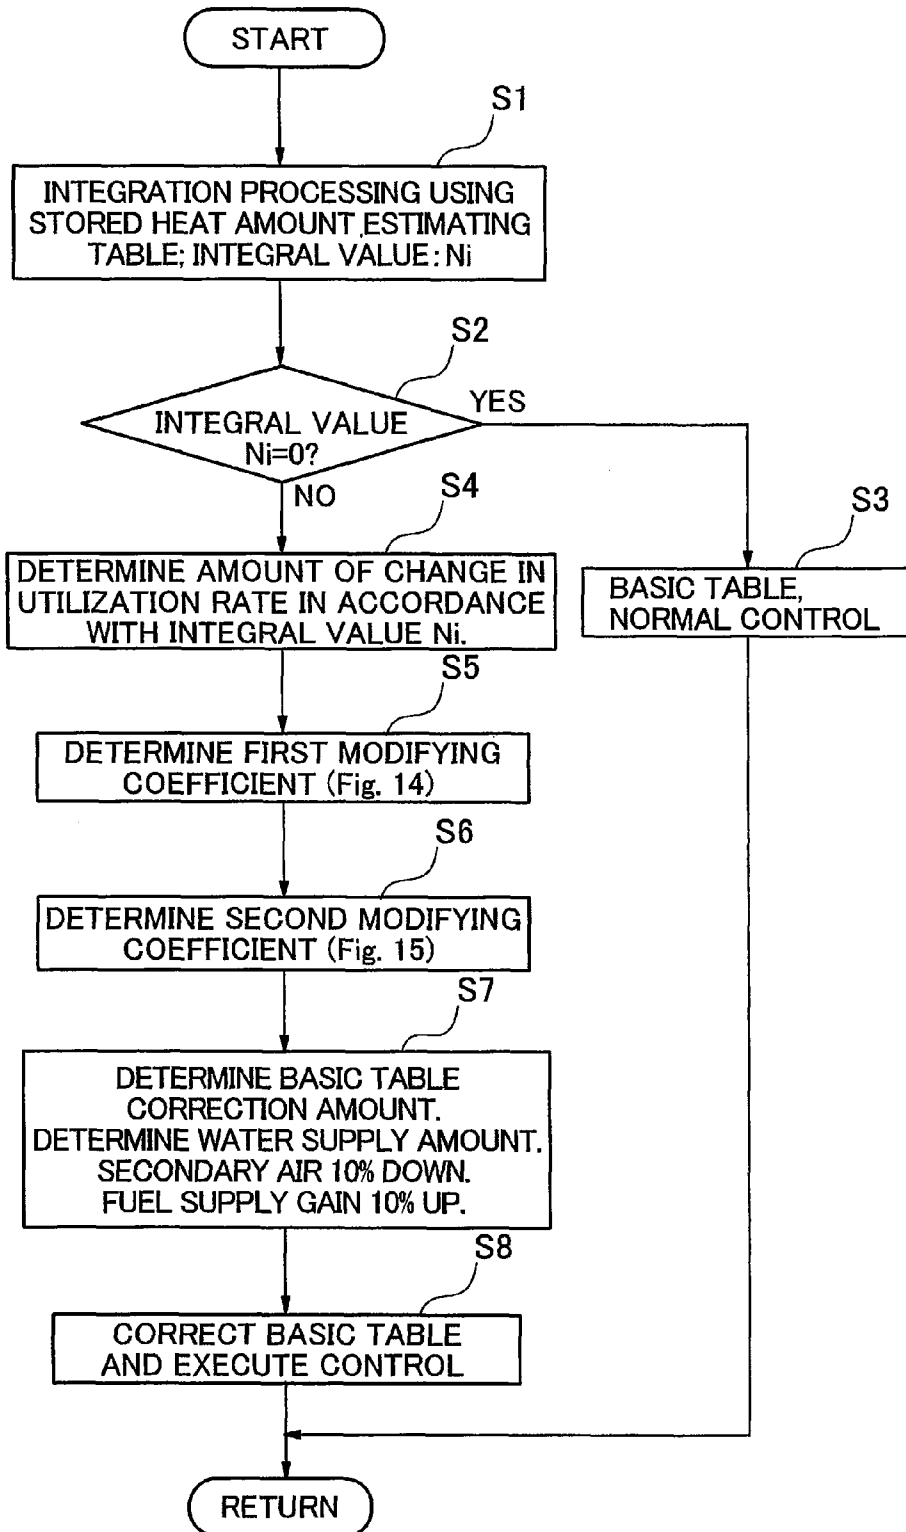 START
S1
INTEGRATION PROCESSING USING
STORED HEAT AMOUNT ESTIMATING
TABLE; INTEGRAL VALUE: Ni
S2
INTEGRAL VALUE
Ni=0?
YES
NO
S3
BASIC TABLE,
NORMAL CONTROL
S4
DETERMINE AMOUNT OF CHANGE IN
UTILIZATION RATE IN ACCORDANCE
WITH INTEGRAL VALUE Ni.
S5
DETERMINE FIRST MODIFYING
COEFFICIENT (Fig. 14)
S6
DETERMINE SECOND MODIFYING
COEFFICIENT (Fig. 15)
S7
DETERMINE BASIC TABLE
CORRECTION AMOUNT.
DETERMINE WATER SUPPLY AMOUNT.
SECONDARY AIR 10% DOWN.
FUEL SUPPLY GAIN 10% UP.
S8
CORRECT BASIC TABLE
AND EXECUTE CONTROL
RETURN